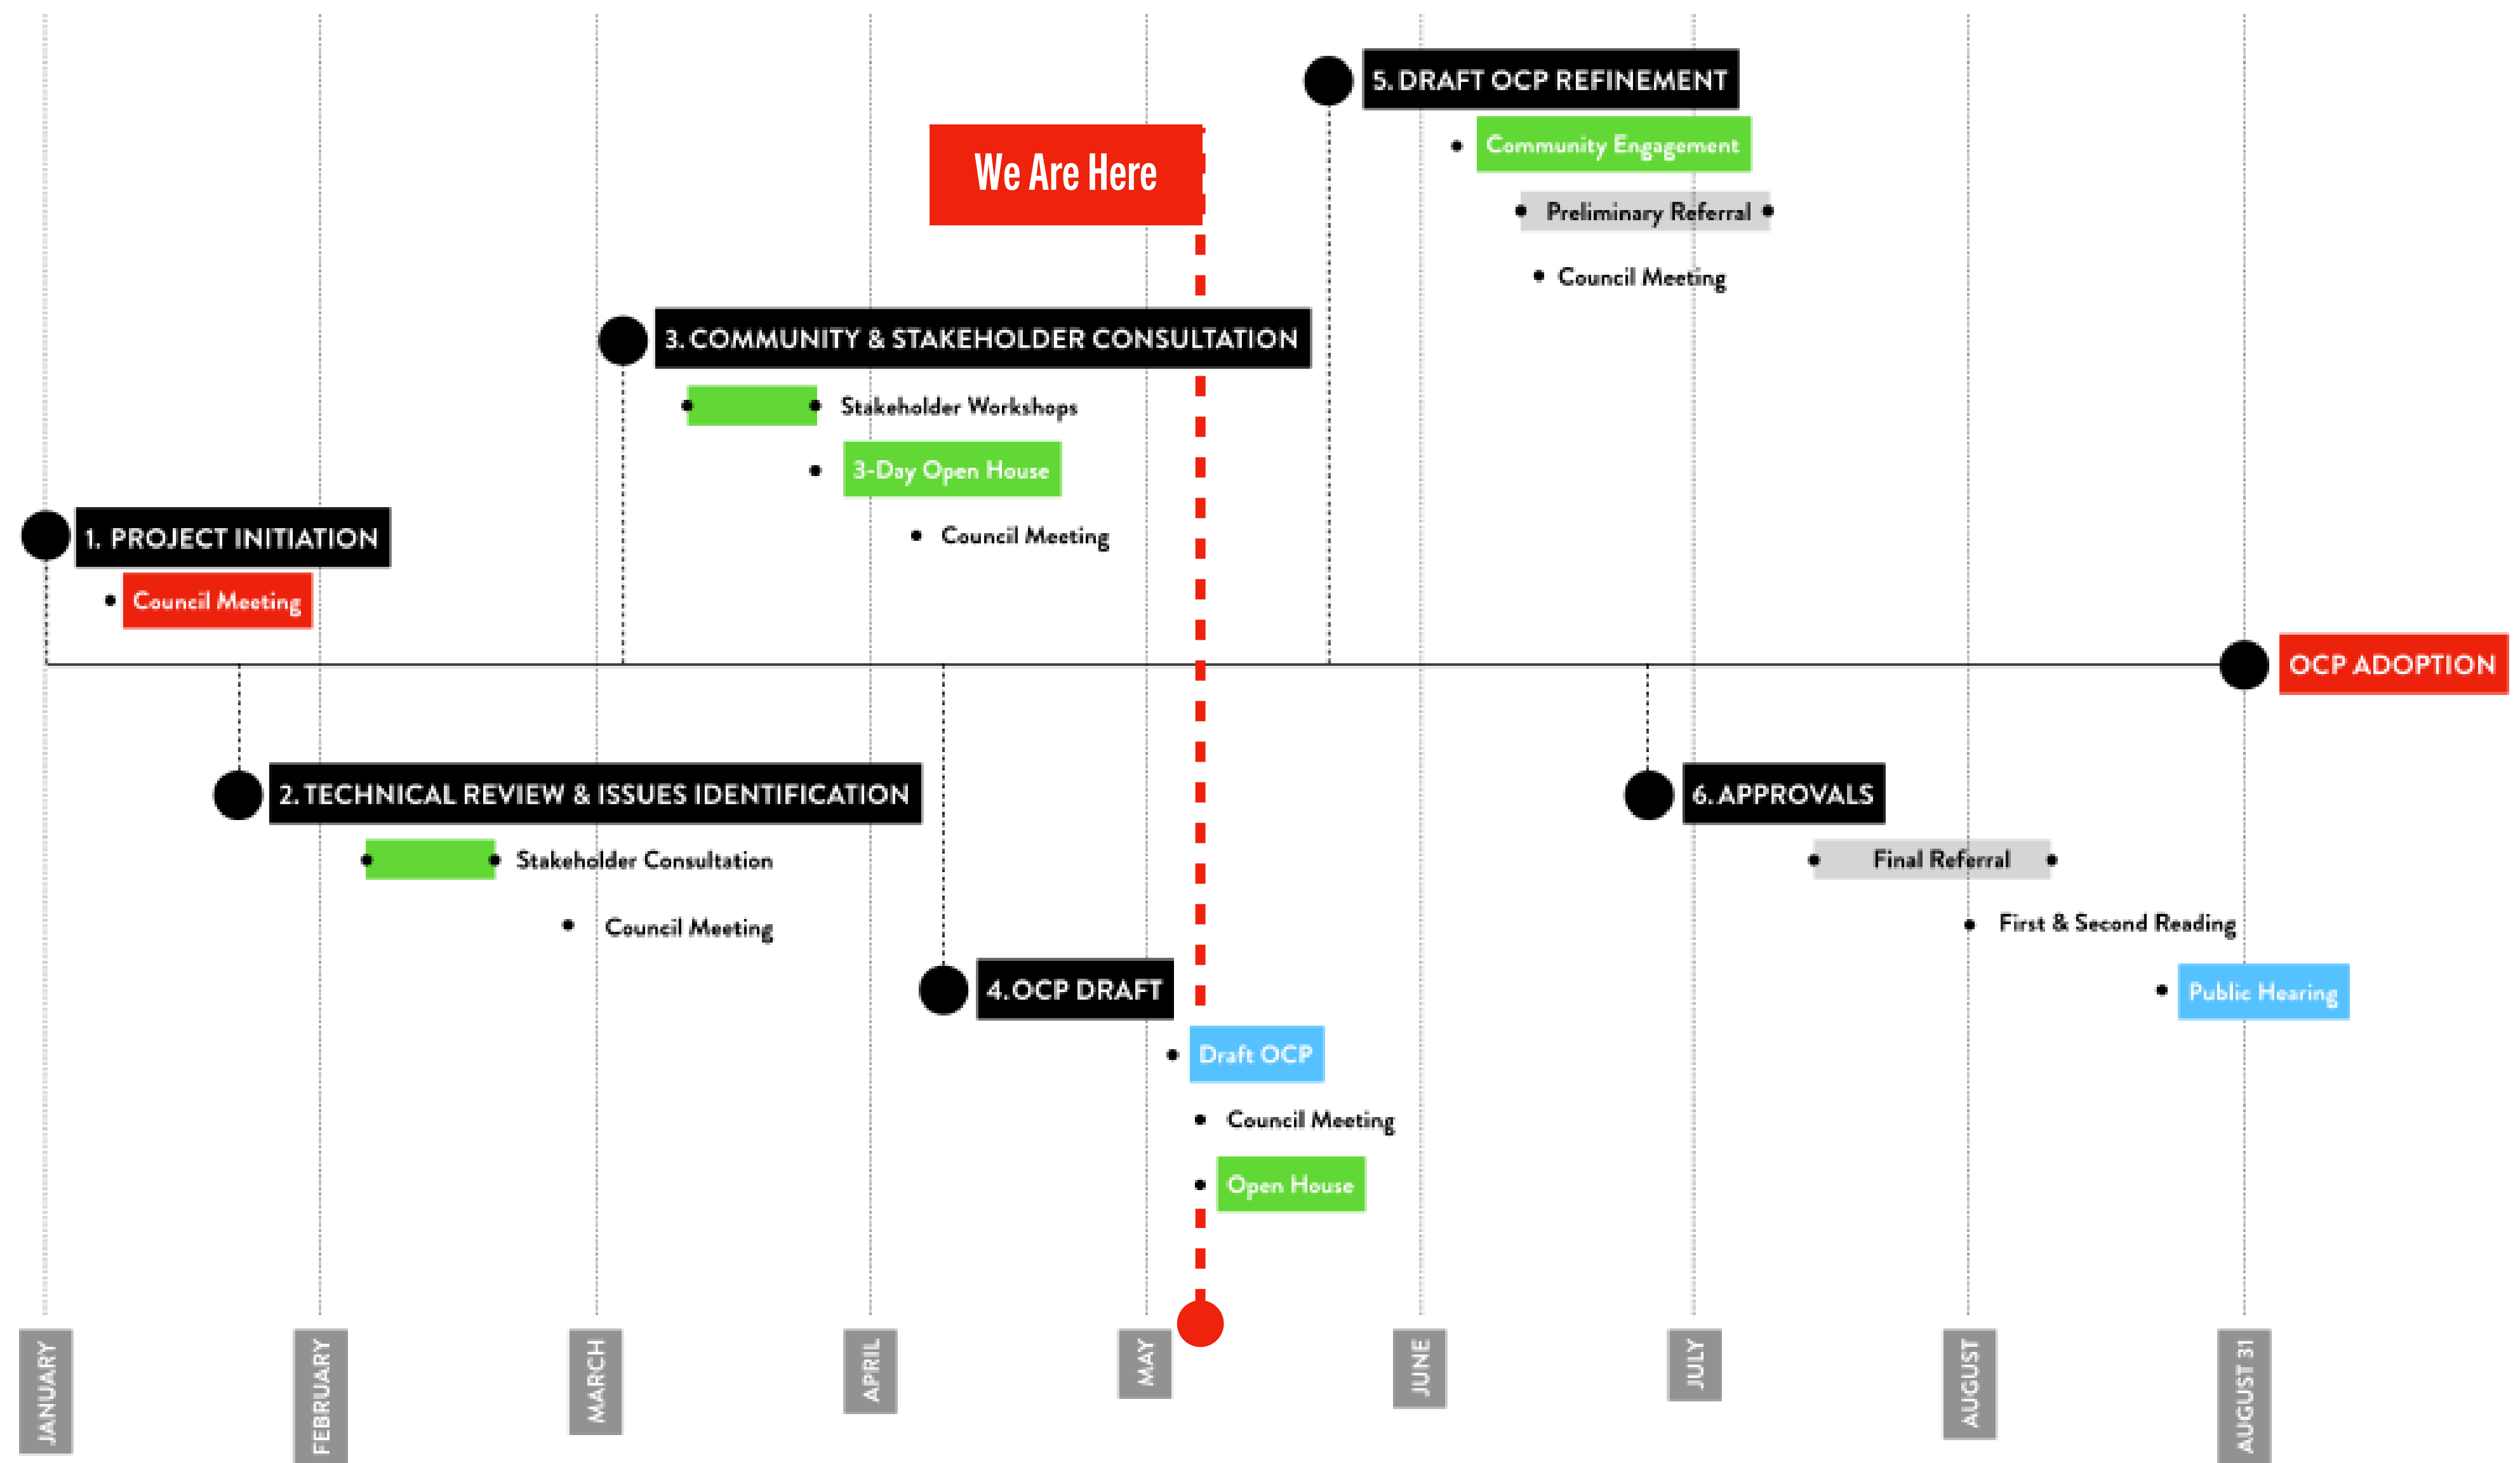 5. DRAFT OCP REFINEMENT
Community Engagement
Preliminary Referral
Council Meeting
We Are Here
3. COMMUNITY & STAKEHOLDER CONSULTATION
Stakeholder Workshops
3-Day Open House
Council Meeting
1. PROJECT INITIATION
Council Meeting
OCP ADOPTION
2. TECHNICAL REVIEW & ISSUES IDENTIFICATION
Stakeholder Consultation
Council Meeting
6. APPROVALS
Final Referral
First & Second Reading
Public Hearing
4. OCP DRAFT
Draft OCP
Council Meeting
Open House
JANUARY
FEBRUARY
MARCH
APRIL
MAY
JUNE
JULY
AUGUST
AUGUST 31